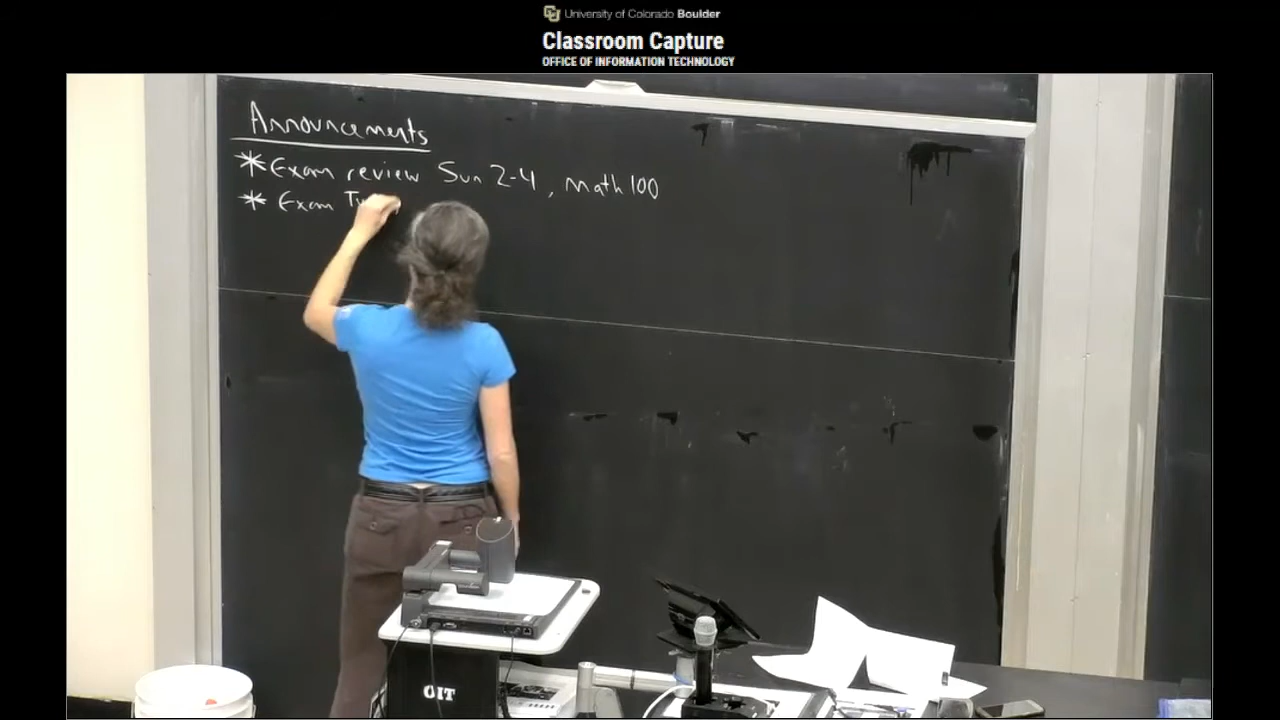 University of Colorado Boulder
Classroom Capture
OFFICE OF INFORMATION TECHNOLOGY
Announcements
* Exam review Sun 2-4, Math 100
* Exam
OIT